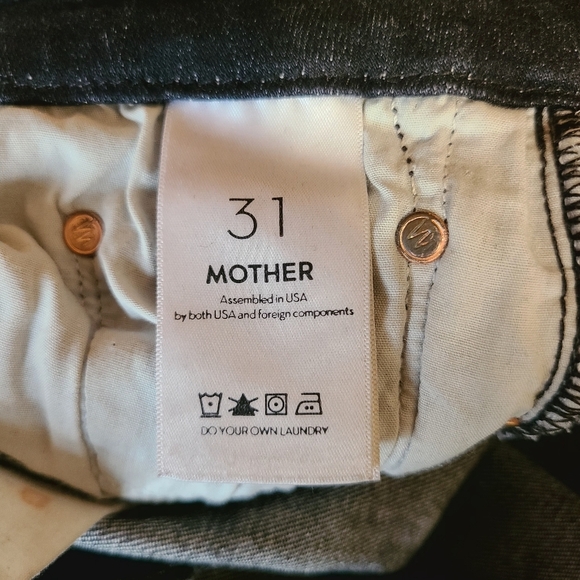 31
MOTHER
Assembled in USA
by both USA and foreign components
DO YOUR OWN LAUNDRY